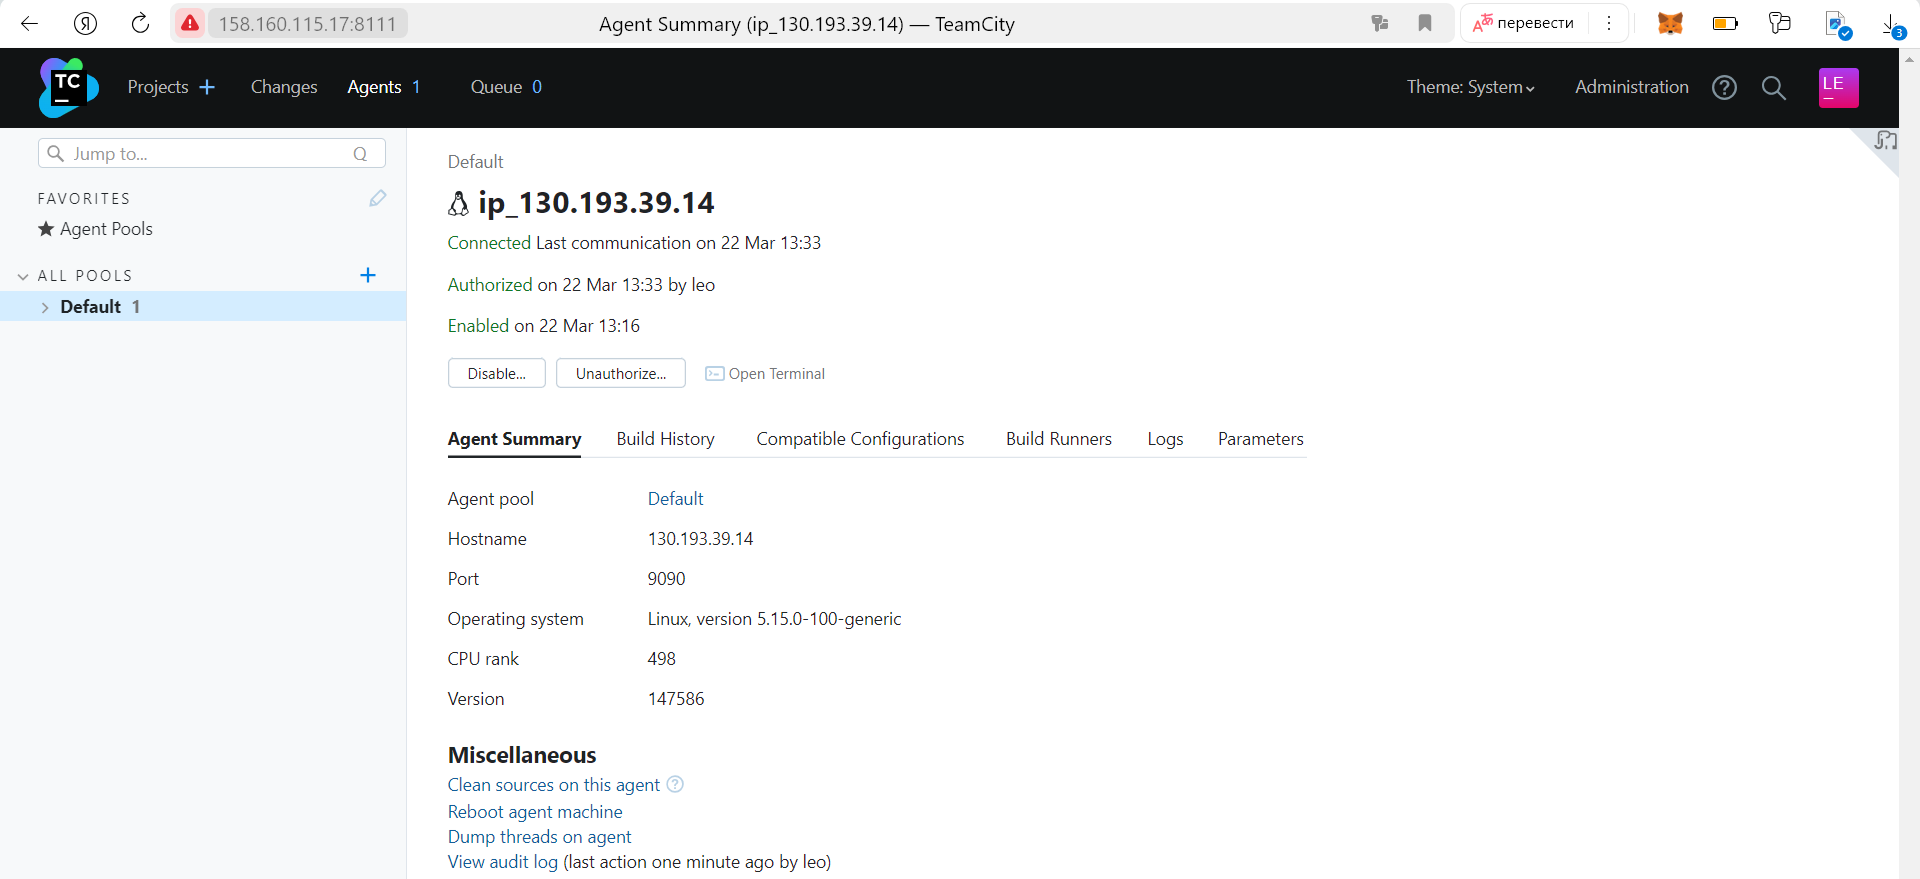 Я 158.160.115.17:8111 Agent Summary (ip_130.193.39.14) — TeamCity перевести 3
TC Projects Changes Agents 1 Queue 0 Theme: System Administration ? LE
Jump to... Q
FAVORITES
Agent Pools
ALL POOLS
Default 1
Default
ip_130.193.39.14
Connected Last communication on 22 Mar 13:33
Authorized on 22 Mar 13:33 by leo
Enabled on 22 Mar 13:16
Disable... Unauthorize... Open Terminal
Agent Summary Build History Compatible Configurations Build Runners Logs Parameters
Agent pool Default
Hostname 130.193.39.14
Port 9090
Operating system Linux, version 5.15.0-100-generic
CPU rank 498
Version 147586
Miscellaneous
Clean sources on this agent ?
Reboot agent machine
Dump threads on agent
View audit log (last action one minute ago by leo)